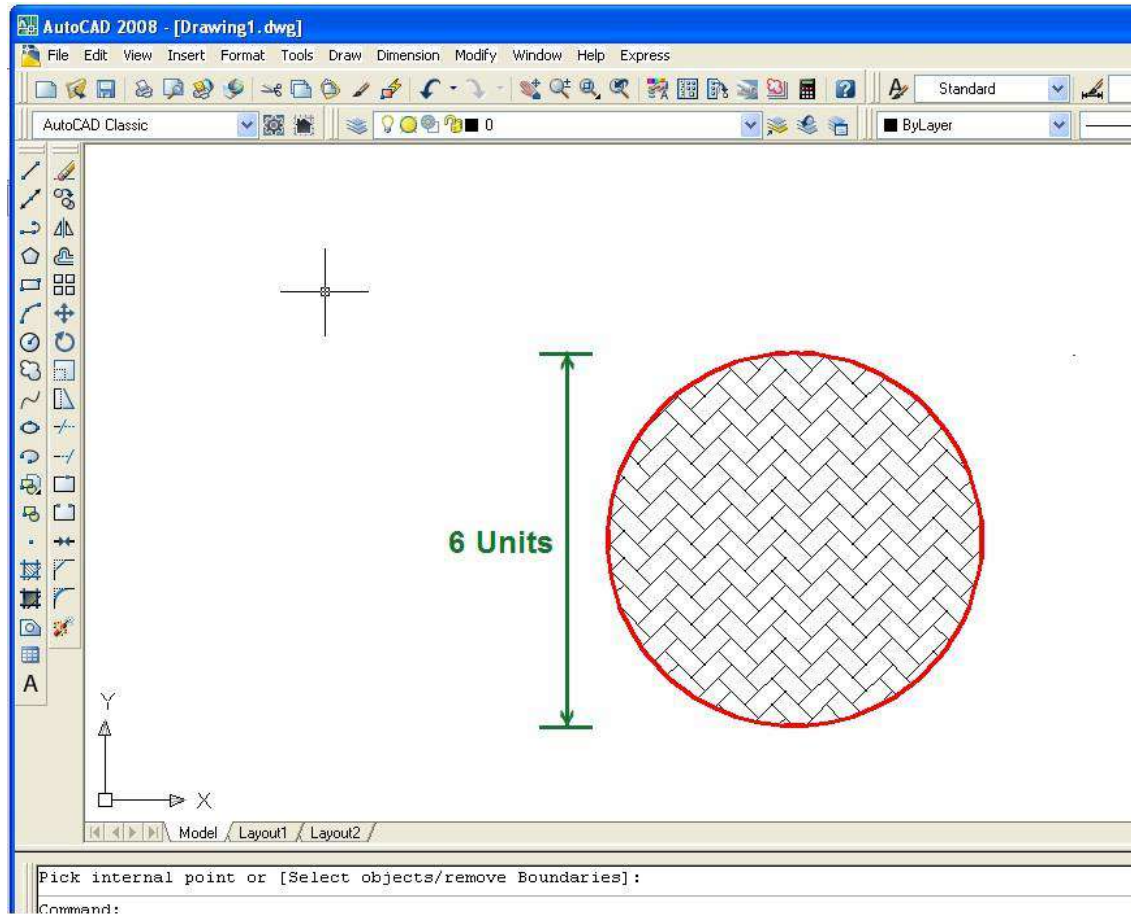 AutoCAD 2008 - [Drawing1.dwg]
File Edit View Insert Format Tools Draw Dimension Modify Window Help Express
Standard
AutoCAD Classic 0 ByLayer
6 Units
Y
X
A
Model Layout1 Layout2
Pick internal point or [Select objects/remove Boundaries]:
Command: